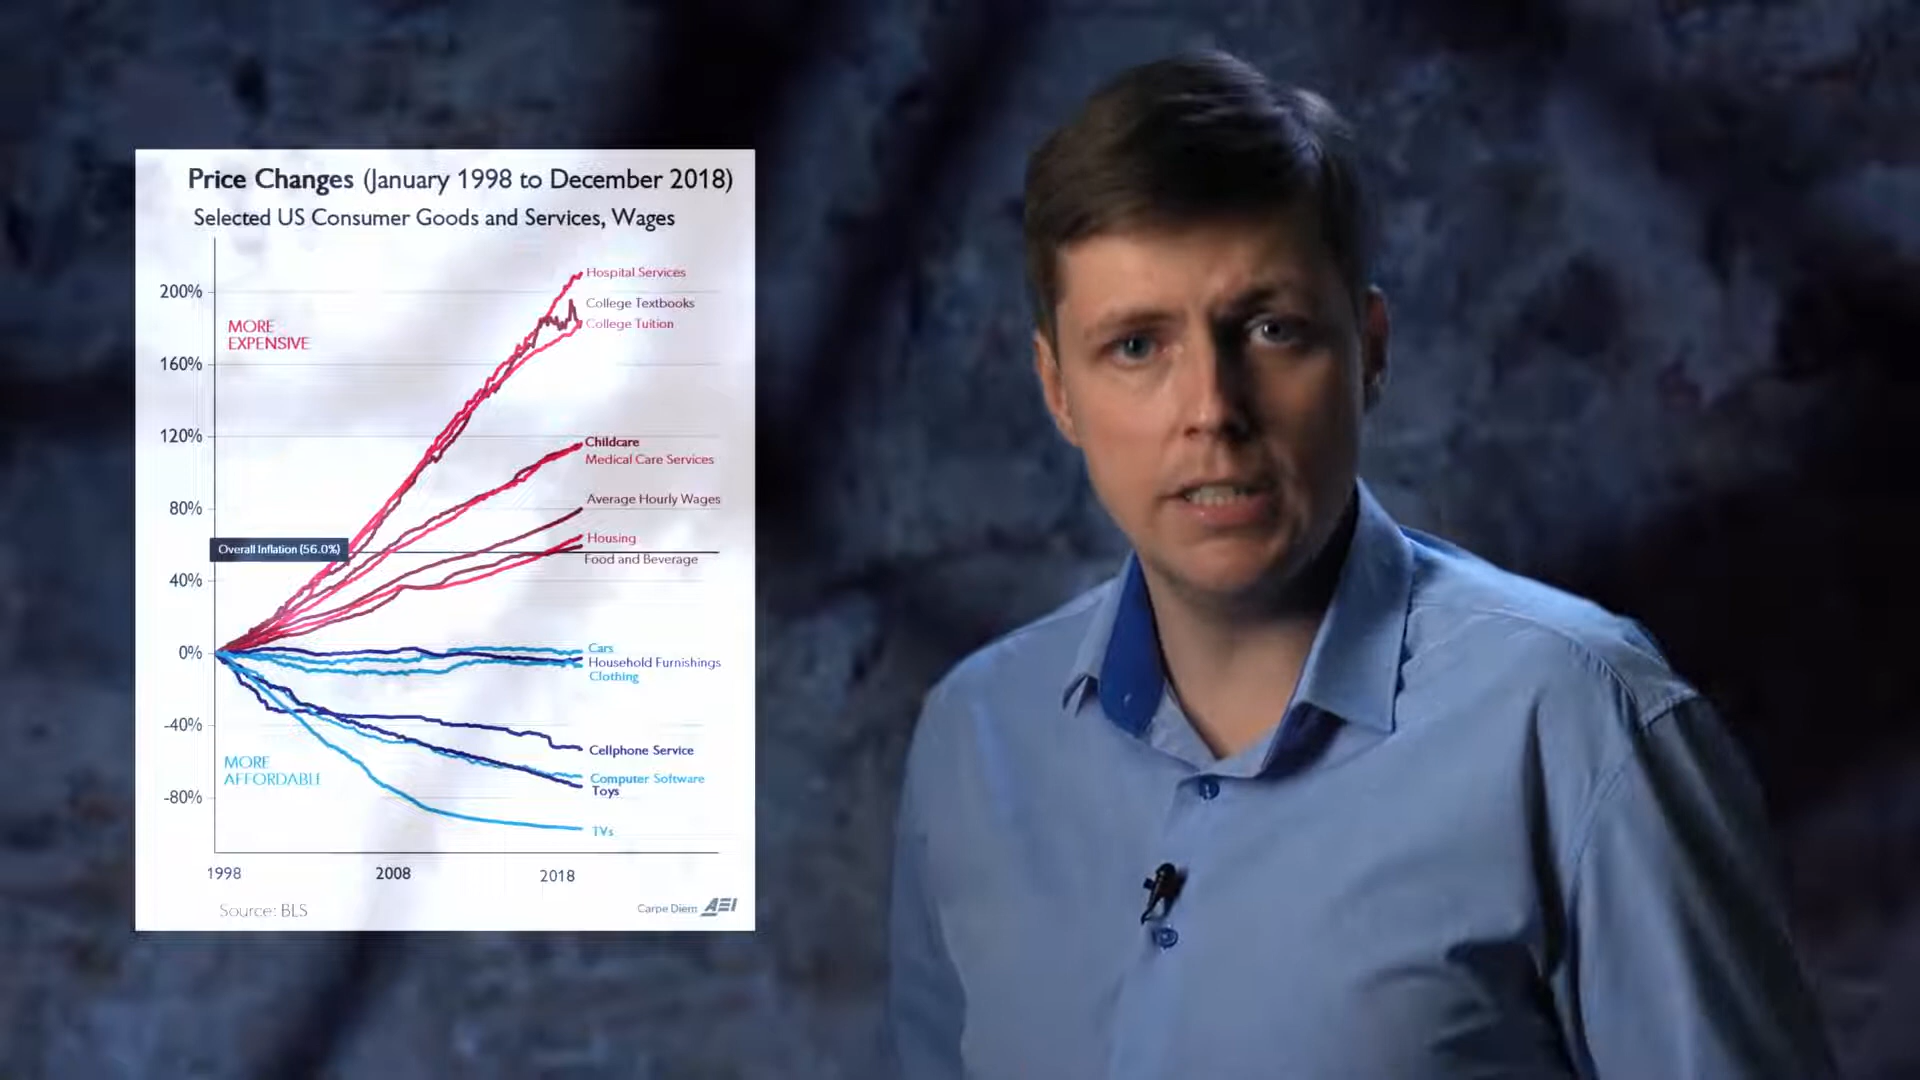 Price Changes (January 1998 to December 2018)
Selected US Consumer Goods and Services, Wages
Hospital Services
200%
College Textbooks
College Tuition
MORE
EXPENSIVE
160%
120%
Childcare
Medical Care Services
Average Hourly Wages
80%
Housing
Overall Inflation (56.0%)
Food and Beverage
40%
0%
Cars
Household Furnishings
Clothing
-40%
Cellphone Service
MORE
AFFORDABLE
Computer Software
Toys
-80%
TVs
1998
2008
2018
Source: BLS
Carpe Diem AEI